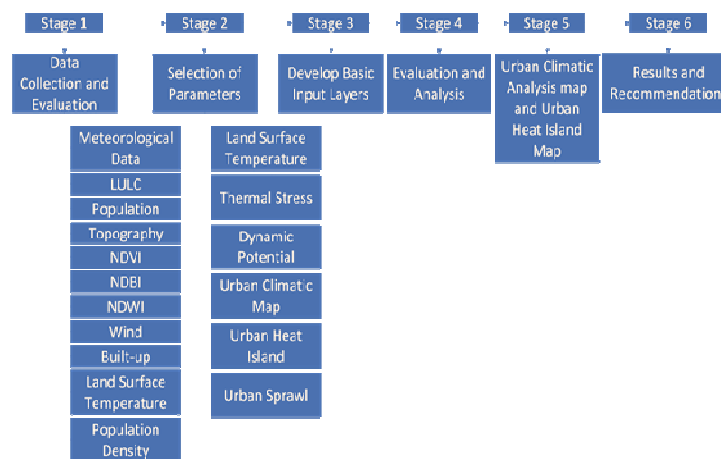 Stage 1
Stage 2
Stage 3
Stage 4
Stage 5
Stage 6
Data
Collection and
Evaluation
Selection of
Parameters
Develop Basic
Input Layers
Evaluation and
Analysis
Urban Climatic
Analysis map
and Urban
Heat Island
Map
Results and
Recommendation
Meteorological
Data
LULC
Population
Topography
NDVI
NDBI
NDWI
Wind
Built-up
Land Surface
Temperature
Population
Density
Land Surface
Temperature
Thermal Stress
Dynamic
Potential
Urban Climatic
Map
Urban Heat
Island
Urban Sprawl